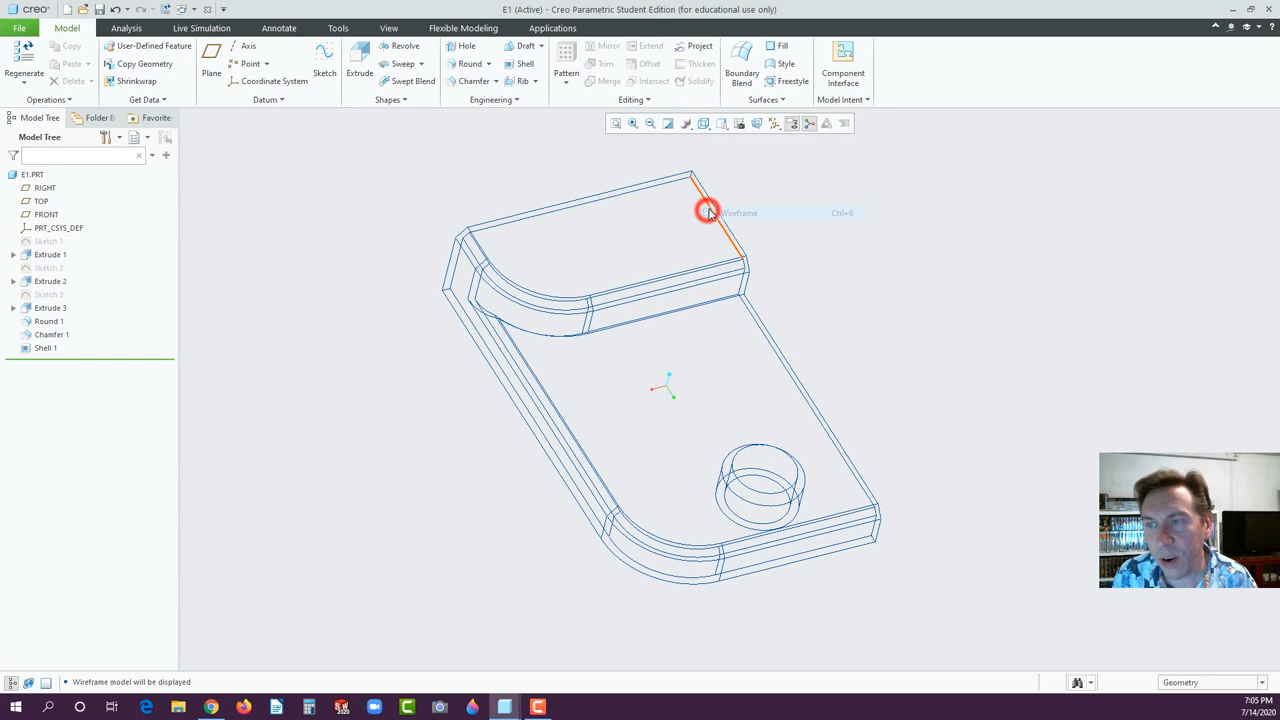 creo
E1 (Active) - Creo Parametric Student Edition (for educational use only)
File Model Analysis Live Simulation Annotate Tools View Flexible Modeling Applications
Regenerate
Copy
Paste
Delete
Operations
User-Defined Feature
Copy Geometry
Shrinkwrap
Get Data
Plane
Axis
Point
Coordinate System
Sketch
Datum
Extrude
Revolve
Sweep
Swept Blend
Shapes
Hole
Round
Chamfer
Draft
Shell
Rib
Engineering
Pattern
Mirror
Trim
Merge
Extend
Offset
Intersect
Project
Thicken
Solidify
Editing
Boundary
Blend
Fill
Style
Freestyle
Surfaces
Component
Interface
Model Intent
Model Tree Folder B Favorite
Model Tree
E1.PRT
RIGHT
TOP
FRONT
PRT_CSYS_DEF
Sketch 1
Extrude 1
Sketch 2
Extrude 2
Sketch 3
Extrude 3
Round 1
Chamfer 1
Shell 1
Wireframe Ctrl+6
Wireframe model will be displayed
Geometry
7:05 PM
7/14/2020